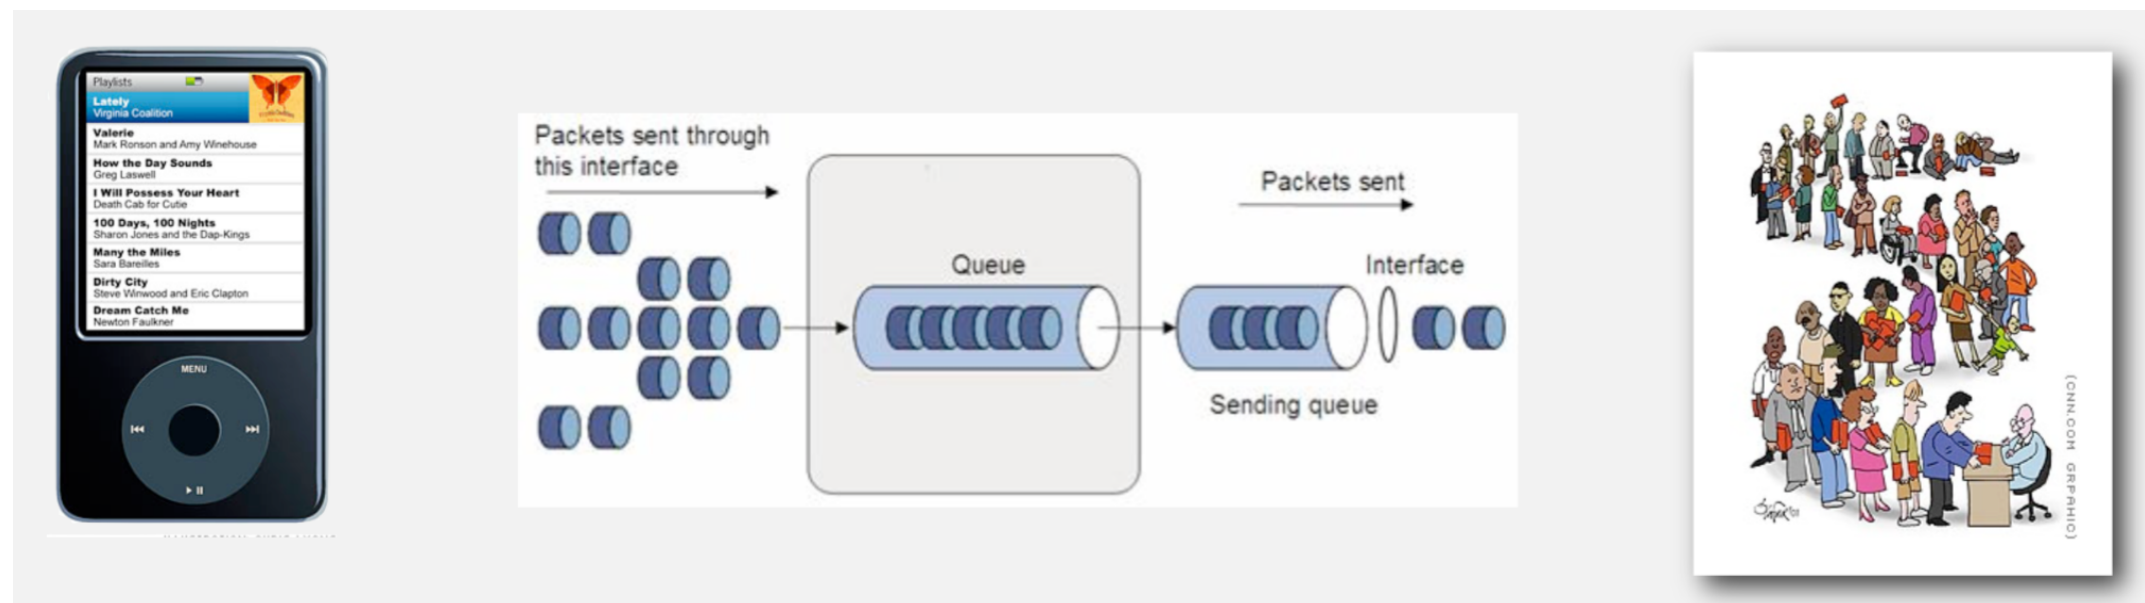 Playlists
Lately
Virginia Coalition
Valerie
Mark Ronson and Amy Winehouse
How the Day Sounds
Greg Laswell
I Will Possess Your Heart
Death Cab for Cutie
100 Days, 100 Nights
Sharon Jones and the Dap-Kings
Many the Miles
Sara Bareilles
Dirty City
Steve Winwood and Eric Clapton
Dream Catch Me
Newton Faulkner
MENU
Packets sent through
this interface
Queue
Packets sent
Interface
Sending queue
(CNN.COM GRPAHIC)